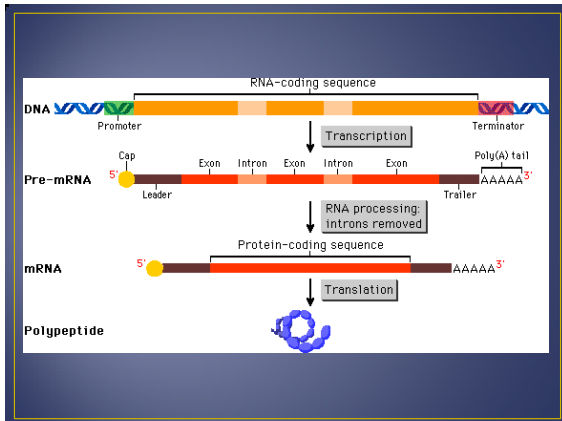 RNA-coding sequence
DNA
Promoter
Terminator
Transcription
Cap
Exon Intron Exon Intron Exon
Poly(A) tail
Pre-mRNA
5'
AAAAA 3'
Leader
Trailer
RNA processing:
introns removed
Protein-coding sequence
mRNA
5'
AAAAA 3'
Translation
Polypeptide